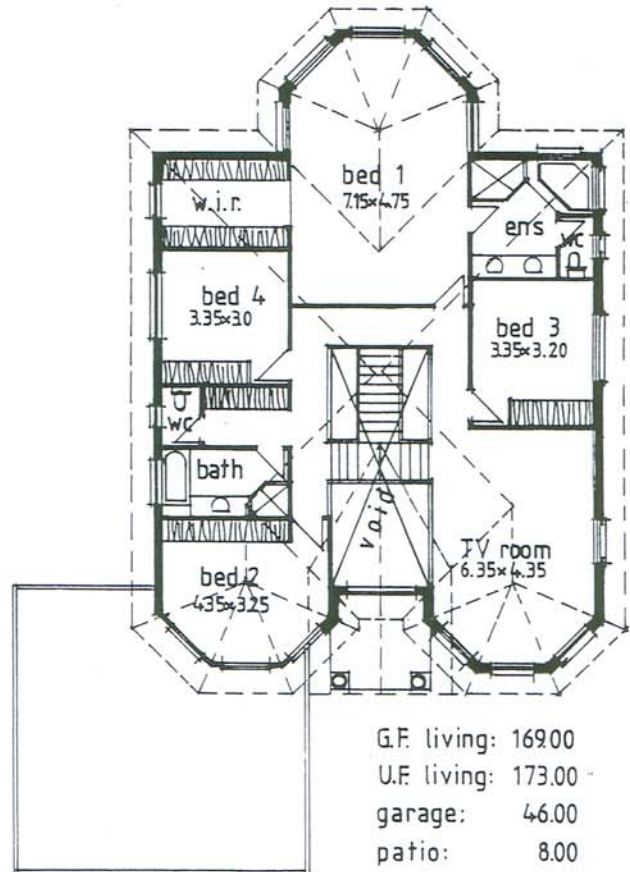 bed 1
7.15×4.75
w.i.r.
ens
wc
bed 4
3.35×3.0
bed 3
3.35×3.20
wc
bath
void
TV room
6.35×4.35
bed 2
4.35×3.25
G.F. living: 169.00
U.F. living: 173.00
garage: 46.00
patio: 8.00